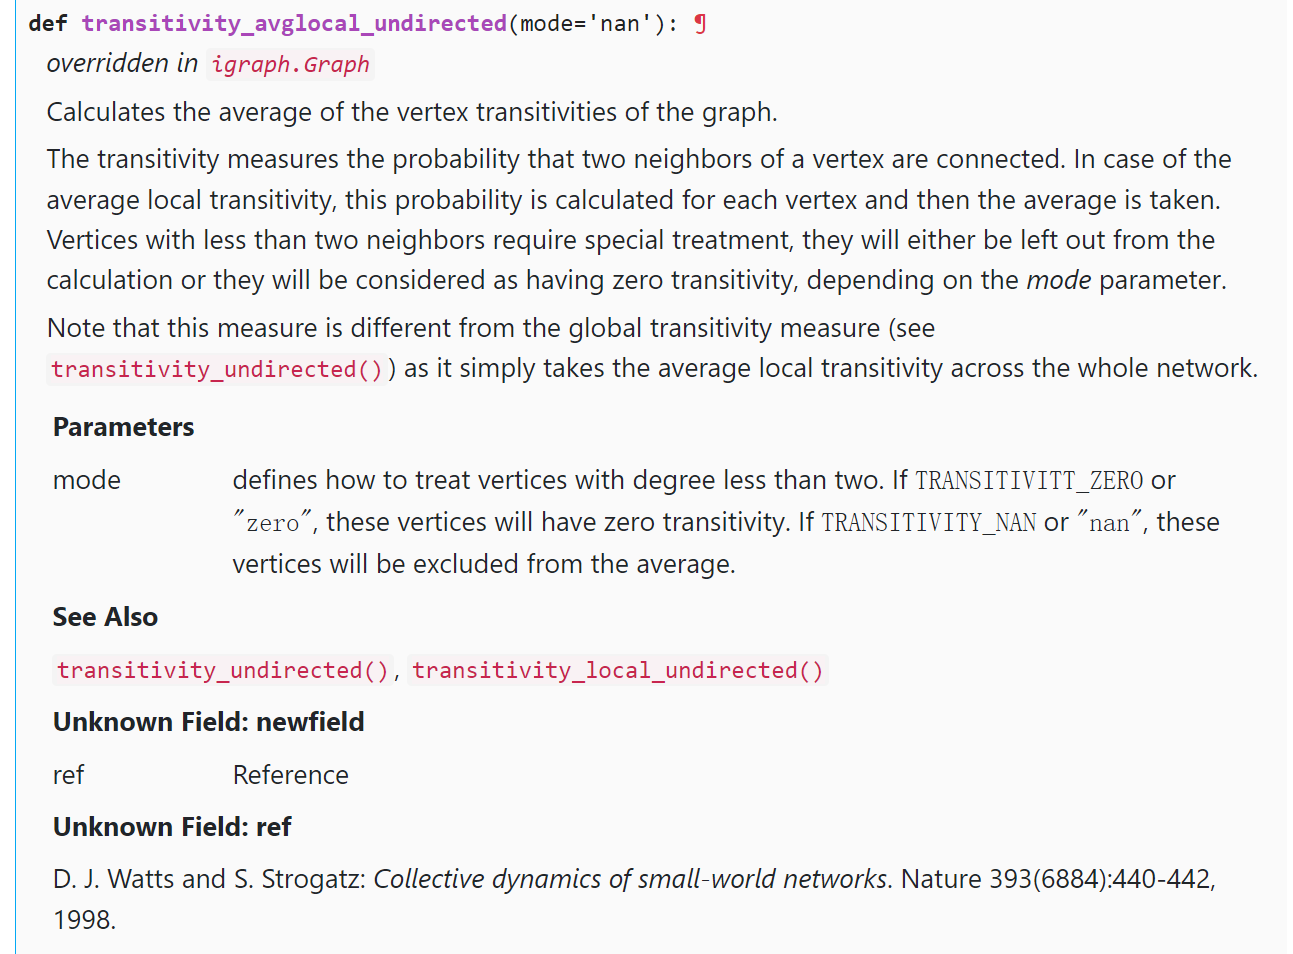 def transitivity_avglocal_undirected(mode='nan'): ¶
overridden in igraph.Graph
Calculates the average of the vertex transitivities of the graph.
The transitivity measures the probability that two neighbors of a vertex are connected. In case of the
average local transitivity, this probability is calculated for each vertex and then the average is taken.
Vertices with less than two neighbors require special treatment, they will either be left out from the
calculation or they will be considered as having zero transitivity, depending on the mode parameter.
Note that this measure is different from the global transitivity measure (see
transitivity_undirected()) as it simply takes the average local transitivity across the whole network.
Parameters
mode defines how to treat vertices with degree less than two. If TRANSITIVITT_ZERO or
"zero", these vertices will have zero transitivity. If TRANSITIVITY_NAN or "nan", these
vertices will be excluded from the average.
See Also
transitivity_undirected(), transitivity_local_undirected()
Unknown Field: newfield
ref Reference
Unknown Field: ref
D. J. Watts and S. Strogatz: Collective dynamics of small-world networks. Nature 393(6884):440-442,
1998.